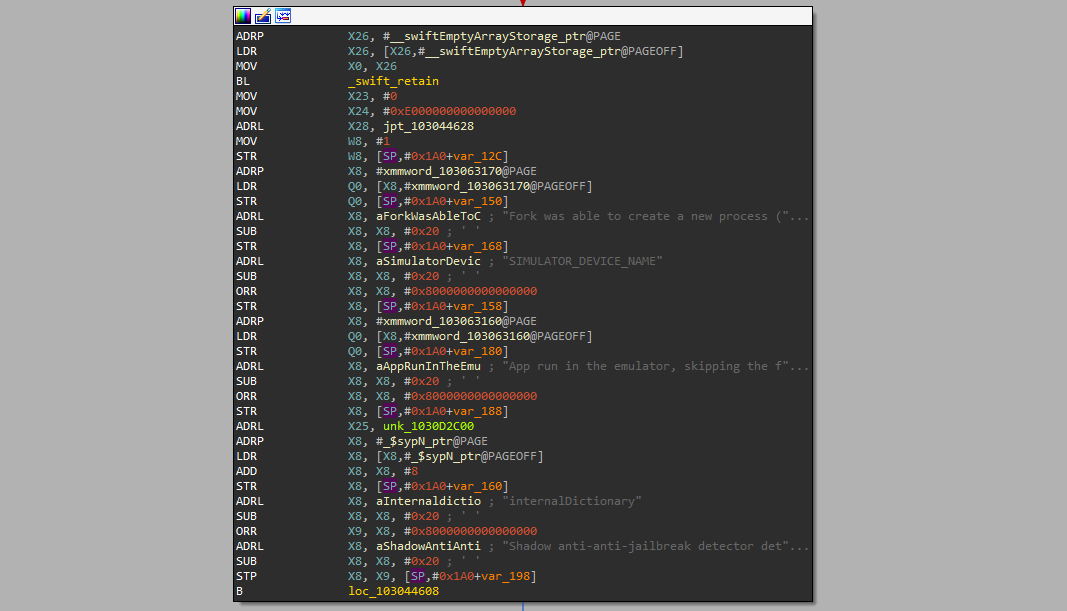 ADRP X26, #__swiftEmptyArrayStorage_ptr@PAGE
LDR X26, [X26,#__swiftEmptyArrayStorage_ptr@PAGEOFF]
MOV X0, X26
BL _swift_retain
MOV X23, #0
MOV X24, #0xE000000000000000
ADRL X28, jpt_103044628
MOV W8, #1
STR W8, [SP,#0x1A0+var_12C]
ADRP X8, #xmmword_103063170@PAGE
LDR Q0, [X8,#xmmword_103063170@PAGEOFF]
STR Q0, [SP,#0x1A0+var_150]
ADRL X8, aForkWasAbleToC ; "Fork was able to create a new process ("...
SUB X8, X8, #0x20 ; ' '
STR X8, [SP,#0x1A0+var_168]
ADRL X8, aSimulatorDevic ; "SIMULATOR_DEVICE_NAME"
SUB X8, X8, #0x20 ; ' '
ORR X8, X8, #0x8000000000000000
STR X8, [SP,#0x1A0+var_158]
ADRP X8, #xmmword_103063160@PAGE
LDR Q0, [X8,#xmmword_103063160@PAGEOFF]
STR Q0, [SP,#0x1A0+var_180]
ADRL X8, aAppRunInTheEmu ; "App run in the emulator, skipping the f"...
SUB X8, X8, #0x20 ; ' '
ORR X8, X8, #0x8000000000000000
STR X8, [SP,#0x1A0+var_188]
ADRL X25, unk_1030D2C00
ADRP X8, #_$sypN_ptr@PAGE
LDR X8, [X8,#_$sypN_ptr@PAGEOFF]
ADD X8, X8, #8
STR X8, [SP,#0x1A0+var_160]
ADRL X8, aInternaldictio ; "internalDictionary"
SUB X8, X8, #0x20 ; ' '
ORR X9, X8, #0x8000000000000000
ADRL X8, aShadowAntiAnti ; "Shadow anti-anti-jailbreak detector det"...
SUB X8, X8, #0x20 ; ' '
STP X8, X9, [SP,#0x1A0+var_198]
B loc_103044608